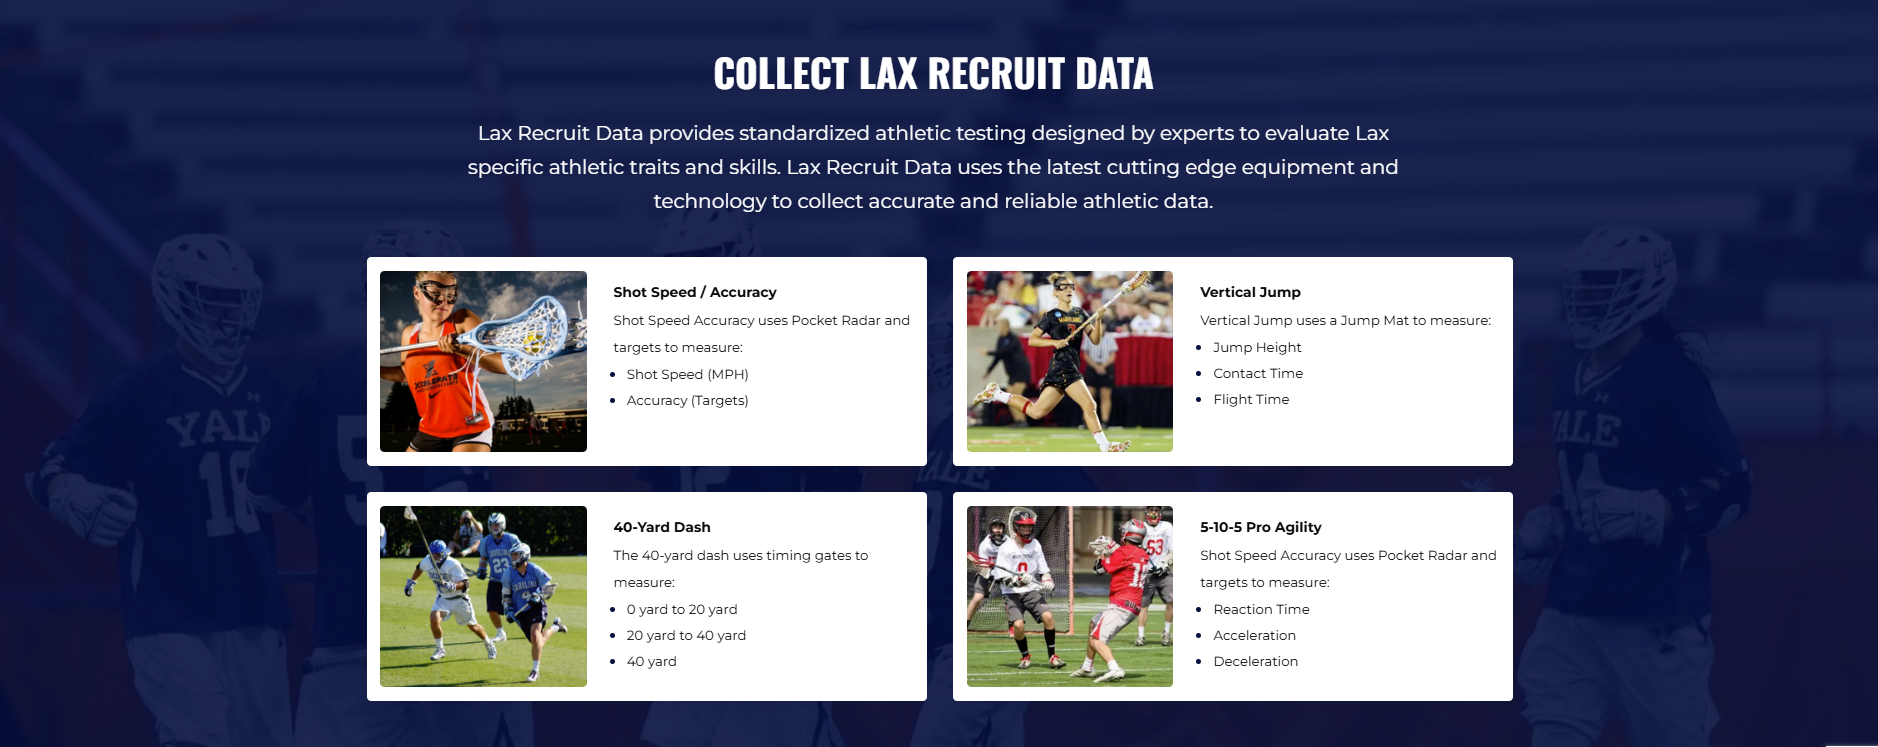 COLLECT LAX RECRUIT DATA
Lax Recruit Data provides standardized athletic testing designed by experts to evaluate Lax
specific athletic traits and skills. Lax Recruit Data uses the latest cutting edge equipment and
technology to collect accurate and reliable athletic data.
Shot Speed / Accuracy
Shot Speed Accuracy uses Pocket Radar and
targets to measure:
Shot Speed (MPH)
Accuracy (Targets)
Vertical Jump
Vertical Jump uses a Jump Mat to measure:
Jump Height
Contact Time
Flight Time
40-Yard Dash
The 40-yard dash uses timing gates to
measure:
0 yard to 20 yard
20 yard to 40 yard
40 yard
5-10-5 Pro Agility
Shot Speed Accuracy uses Pocket Radar and
targets to measure:
Reaction Time
Acceleration
Deceleration
YALE
23
53